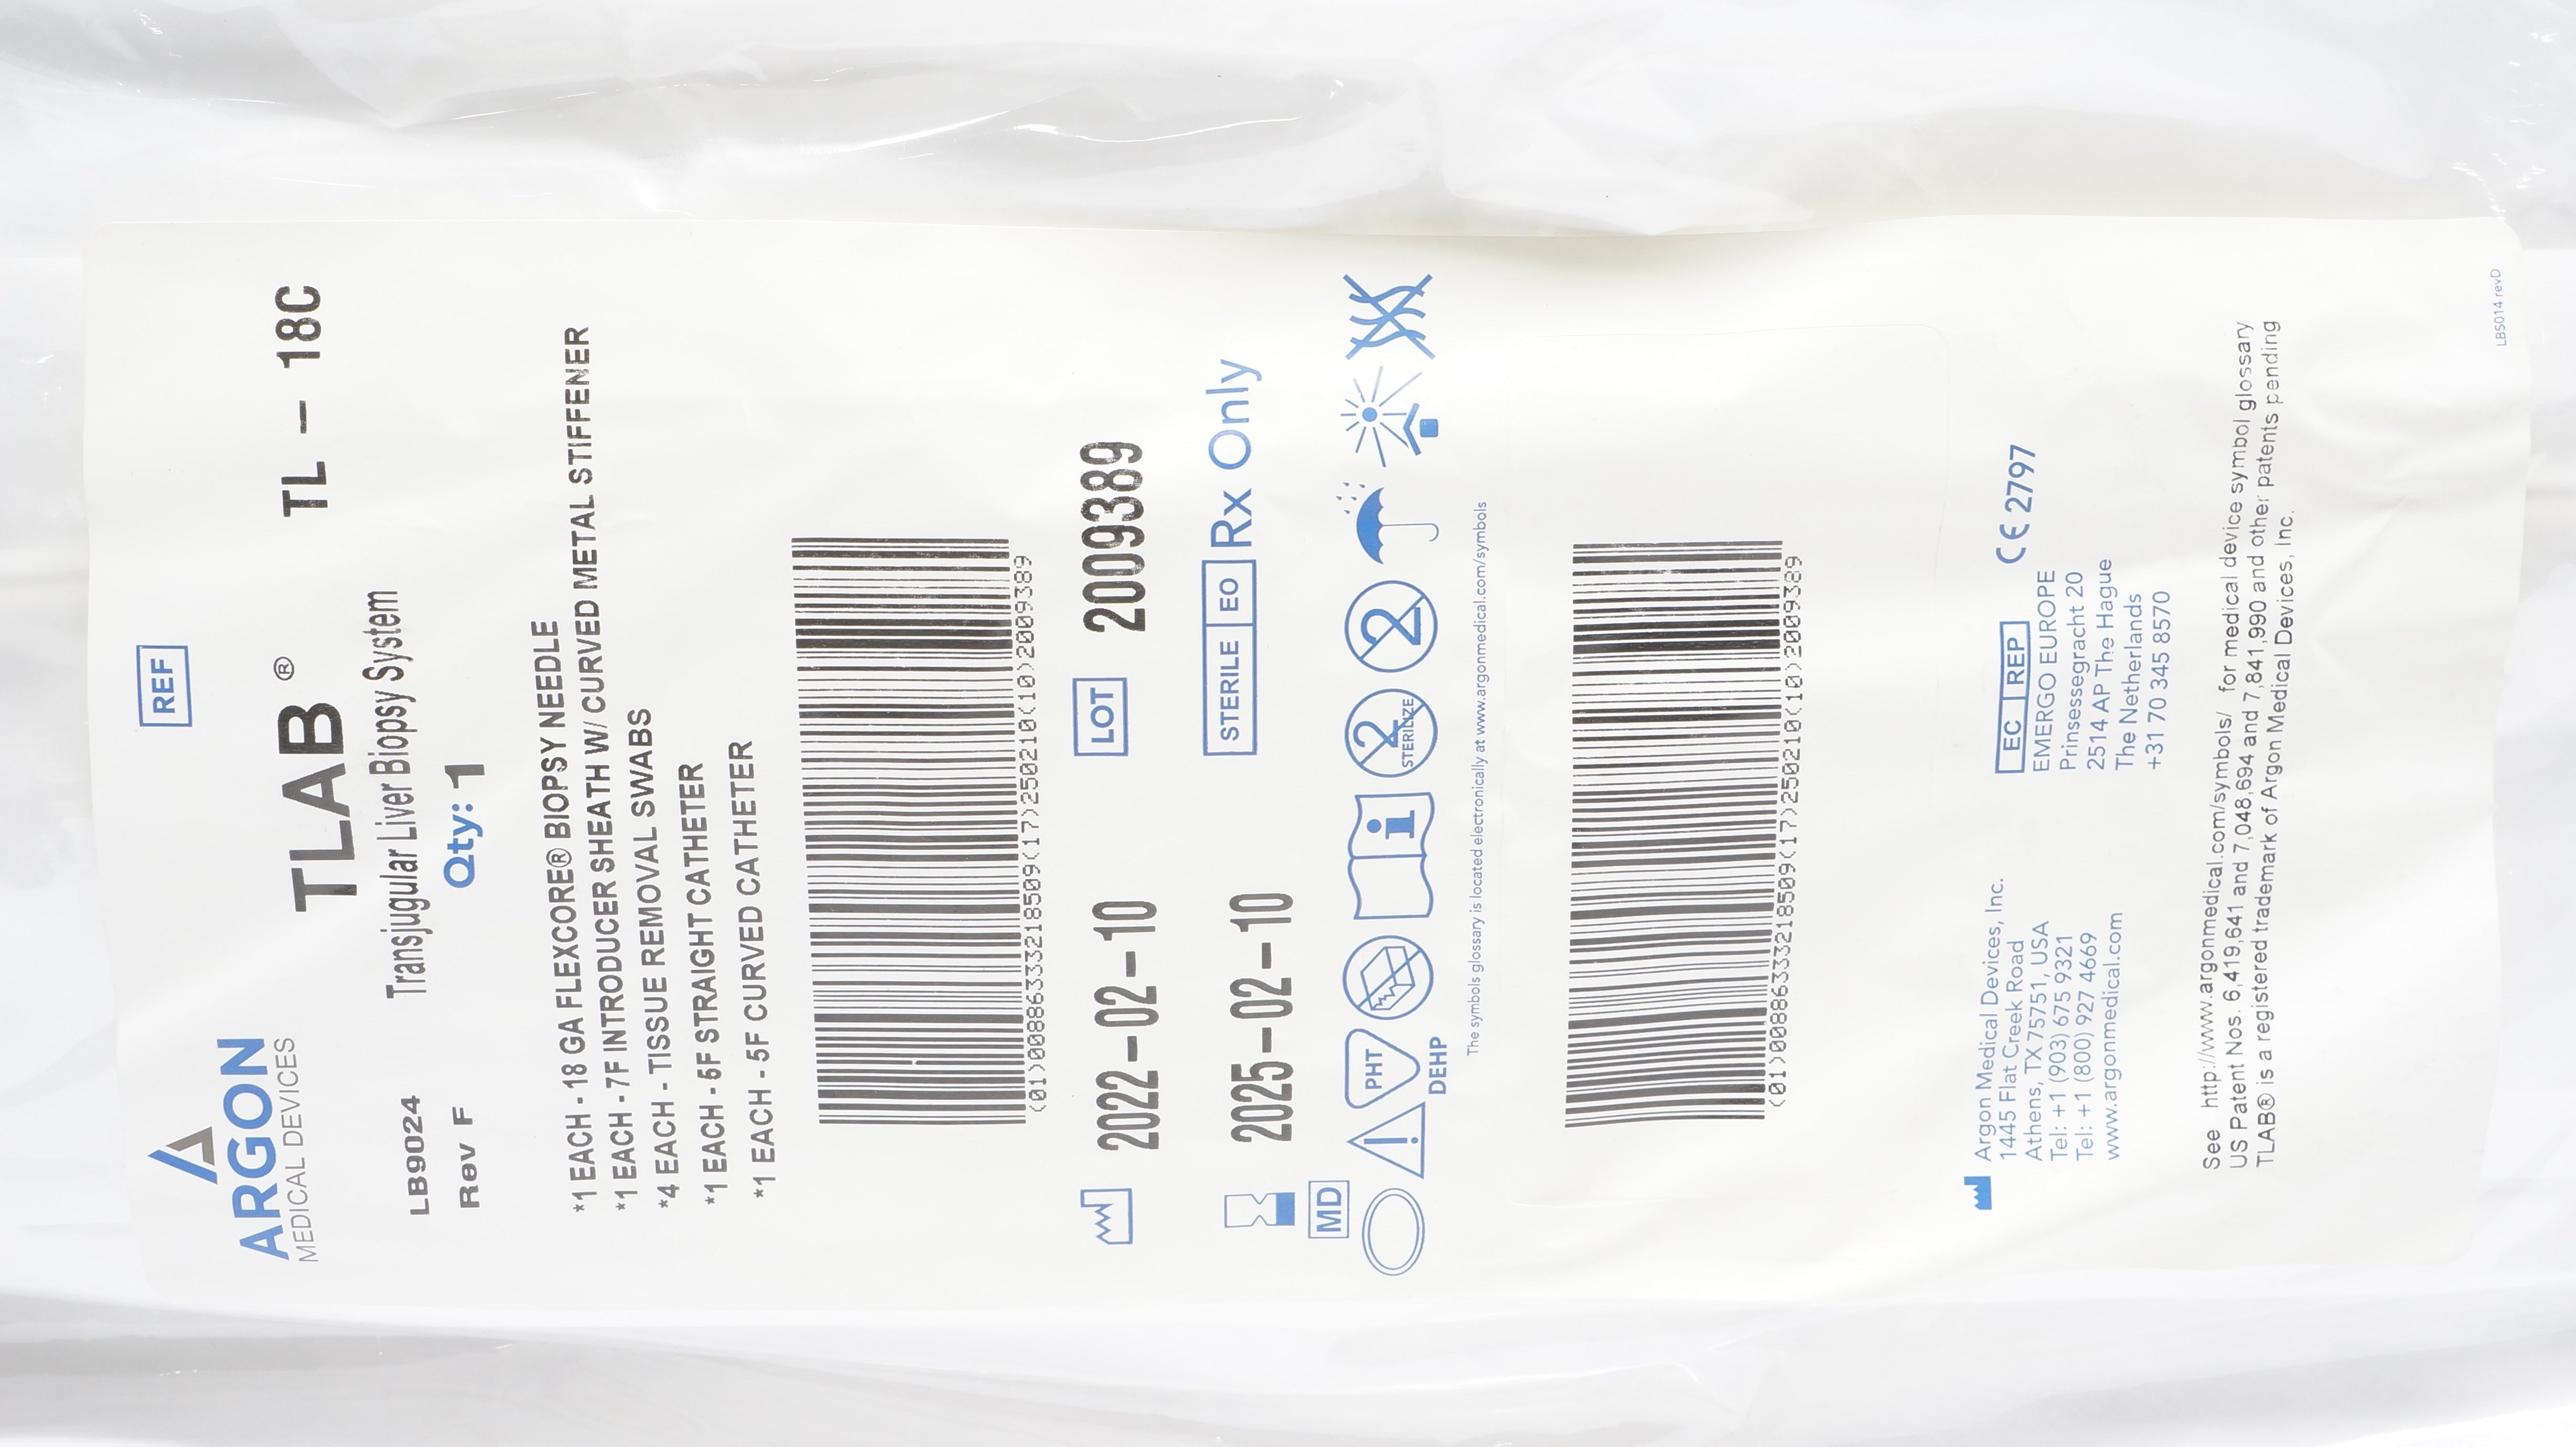 REF
ARGON
MEDICAL DEVICES
TLAB® TL – 18C
LB9024 Transjugular Liver Biopsy System
Rev F Qty: 1
*1 EACH - 18 GA FLEXCORE® BIOPSY NEEDLE
*1 EACH - 7F INTRODUCER SHEATH W/ CURVED METAL STIFFENER
*4 EACH - TISSUE REMOVAL SWABS
*1 EACH - 5F STRAIGHT CATHETER
*1 EACH - 5F CURVED CATHETER
(01)00886333218509(17)250210(10)2009389
2022–02–10 LOT 2009389
2025–02–10 STERILE EO Rx Only
MD
PHT
DEHP
i
2
STERILIZE
2
The symbols glossary is located electronically at www.argonmedical.com/symbols
(01)00886333218509(17)250210(10)2009389
Argon Medical Devices, Inc.
1445 Flat Creek Road
Athens, TX 75751, USA
Tel: +1 (903) 675 9321
Tel: +1 (800) 927 4669
www.argonmedical.com
EC REP
EMERGO EUROPE
Prinsessegracht 20
2514 AP The Hague
The Netherlands
+31 70 345 8570
CE 2797
See http://www.argonmedical.com/symbols/ for medical device symbol glossary
US Patent Nos. 6,419,641 and 7,048,694 and 7,841,990 and other patents pending
TLAB® is a registered trademark of Argon Medical Devices, Inc.
LBS014 revD